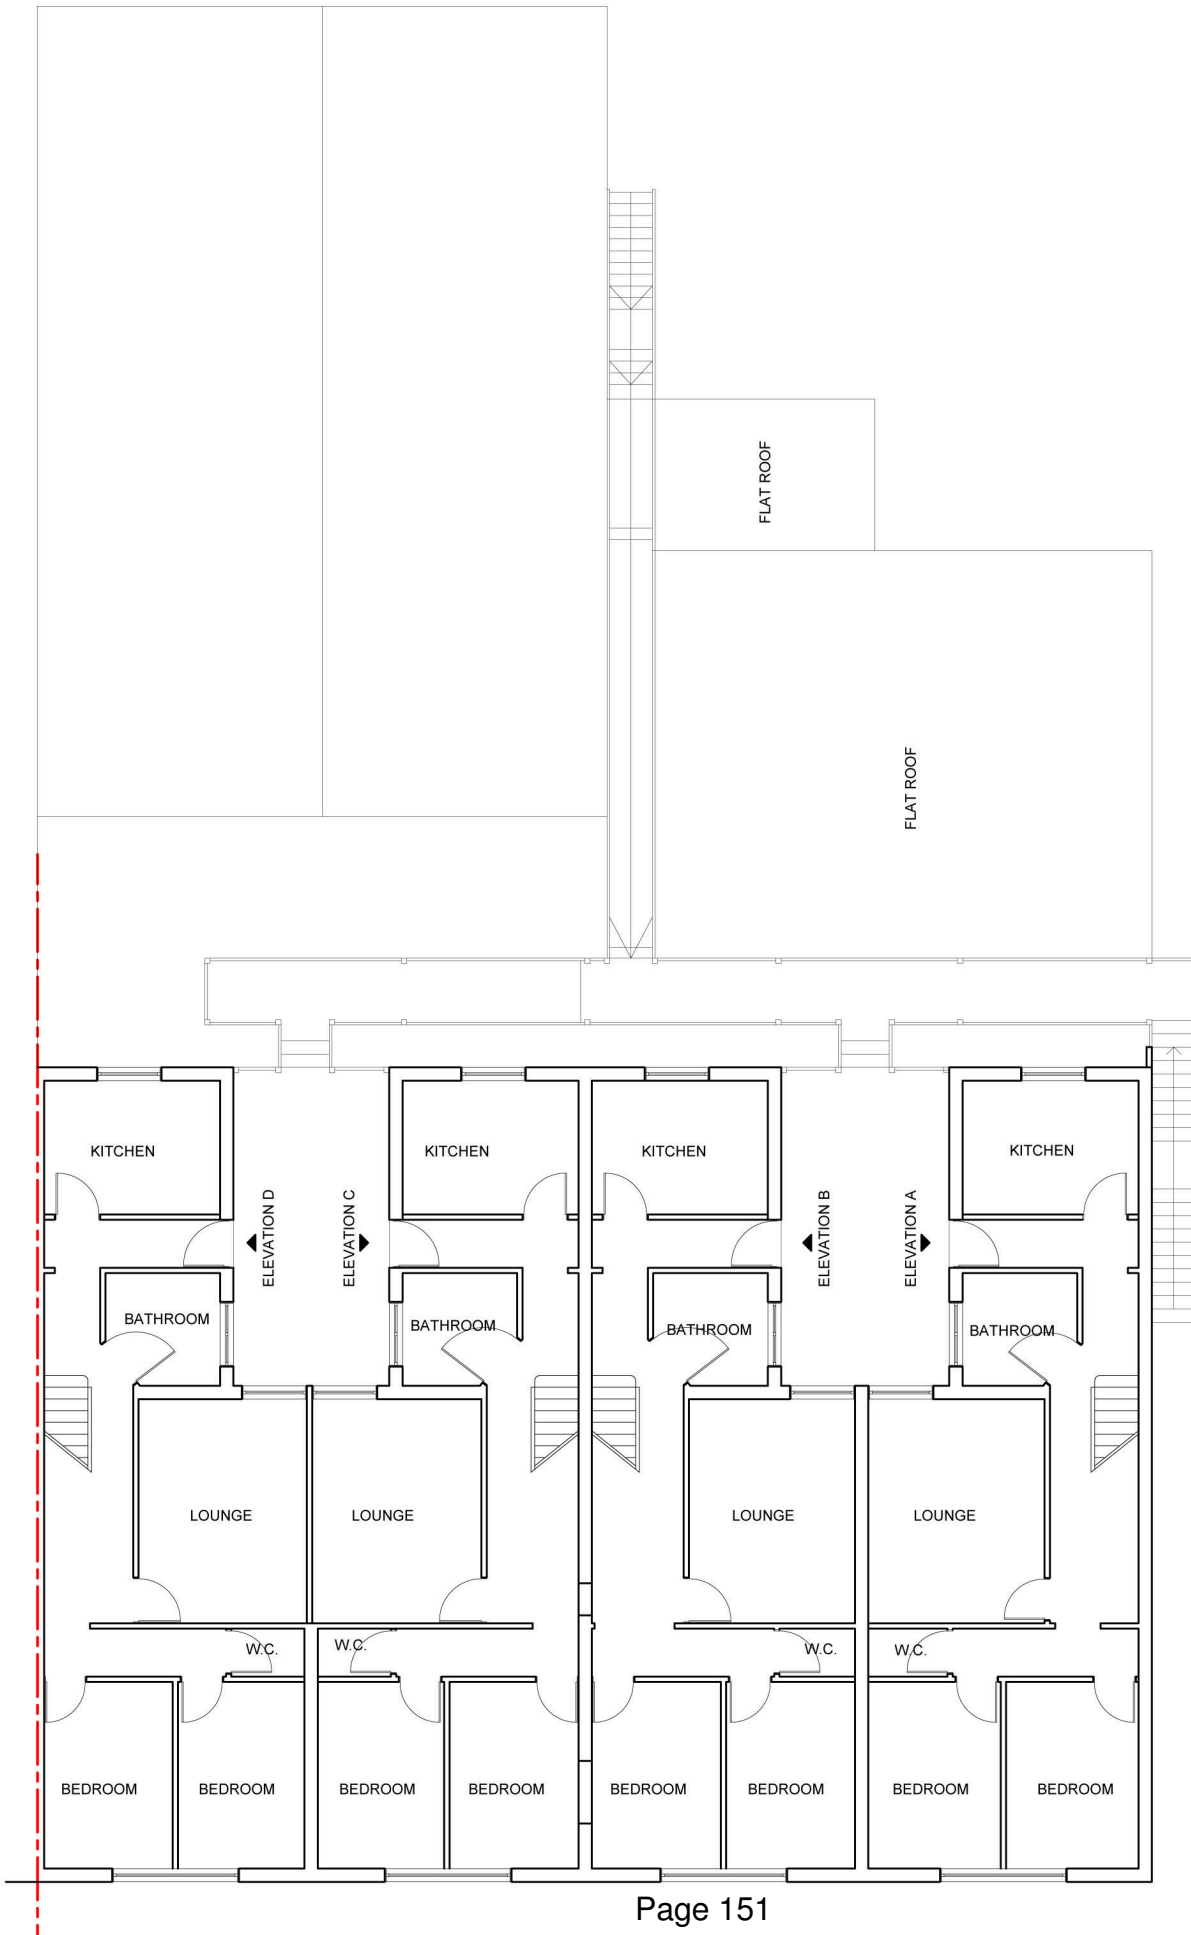 FLAT ROOF
FLAT ROOF
KITCHEN
KITCHEN
KITCHEN
KITCHEN
ELEVATION D
ELEVATION C
ELEVATION B
ELEVATION A
BATHROOM
BATHROOM
BATHROOM
BATHROOM
LOUNGE
LOUNGE
LOUNGE
LOUNGE
W.C.
W.C.
W.C.
W.C.
BEDROOM
BEDROOM
BEDROOM
BEDROOM
BEDROOM
BEDROOM
BEDROOM
BEDROOM
Page 151